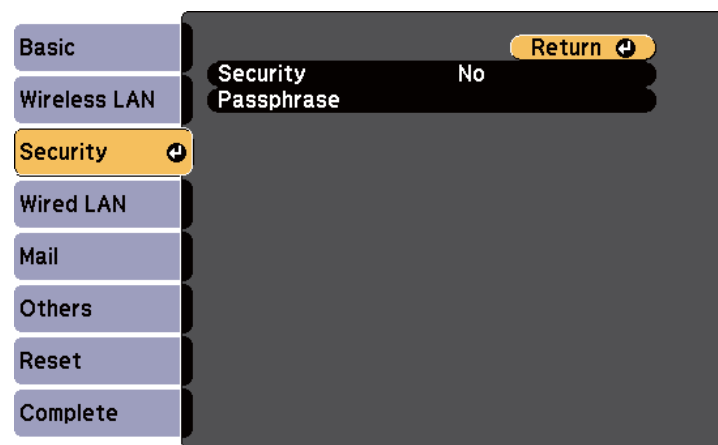 Basic
Wireless LAN
Security
Wired LAN
Mail
Others
Reset
Complete
Return
Security No
Passphrase